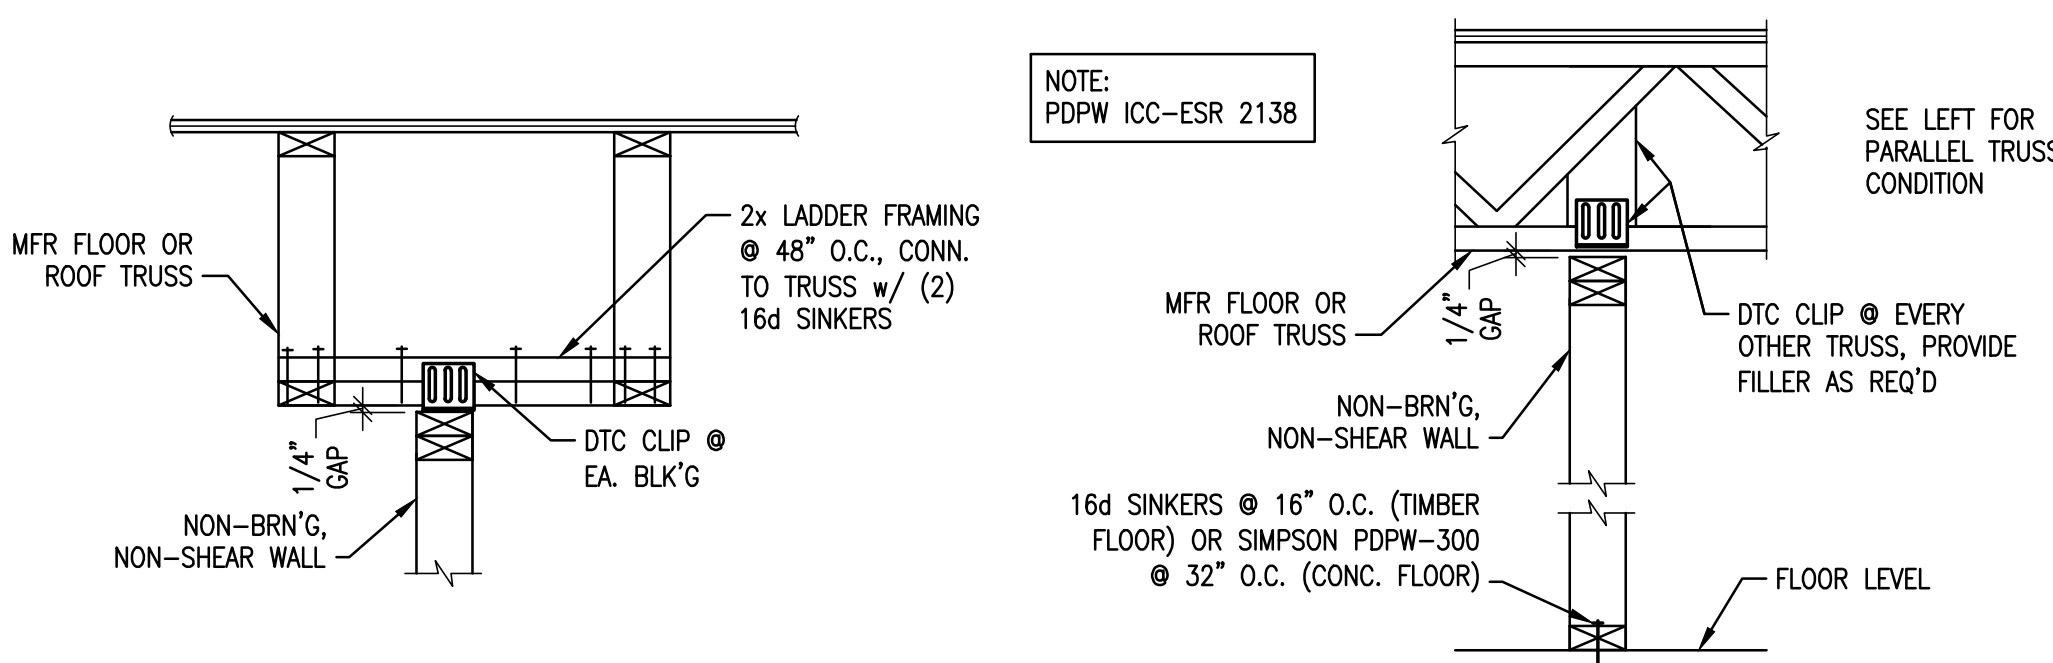 MFR FLOOR OR
ROOF TRUSS
2x LADDER FRAMING
@ 48" O.C., CONN.
TO TRUSS w/ (2)
16d SINKERS
1/4"
GAP
DTC CLIP @
EA. BLK'G
NON-BRN'G,
NON-SHEAR WALL
NOTE:
PDPW ICC-ESR 2138
SEE LEFT FOR
PARALLEL TRUSS
CONDITION
MFR FLOOR OR
ROOF TRUSS
1/4"
GAP
DTC CLIP @ EVERY
OTHER TRUSS, PROVIDE
FILLER AS REQ'D
NON-BRN'G,
NON-SHEAR WALL
16d SINKERS @ 16" O.C. (TIMBER
FLOOR) OR SIMPSON PDPW-300
@ 32" O.C. (CONC. FLOOR)
FLOOR LEVEL